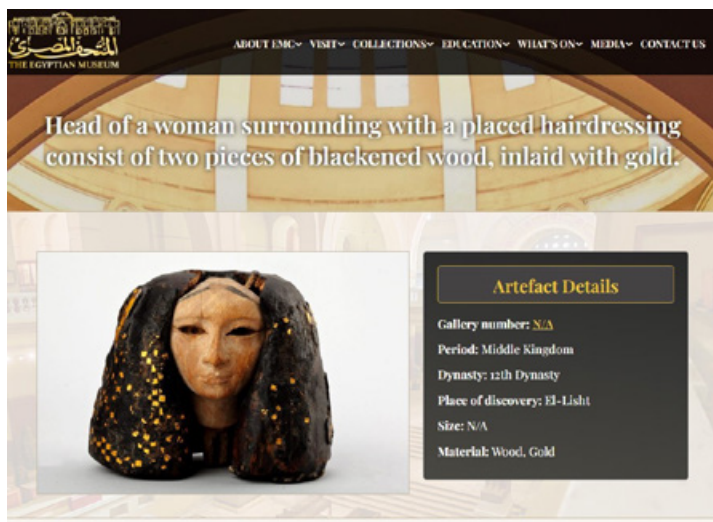 المتحف المصري
THE EGYPTIAN MUSEUM
ABOUT EMC VISIT COLLECTIONS EDUCATION WHAT'S ON MEDIA CONTACT US
Head of a woman surrounding with a placed hairdressing
consist of two pieces of blackened wood, inlaid with gold.
Artefact Details
Gallery number: N/A
Period: Middle Kingdom
Dynasty: 12th Dynasty
Place of discovery: El-Lisht
Size: N/A
Material: Wood, Gold